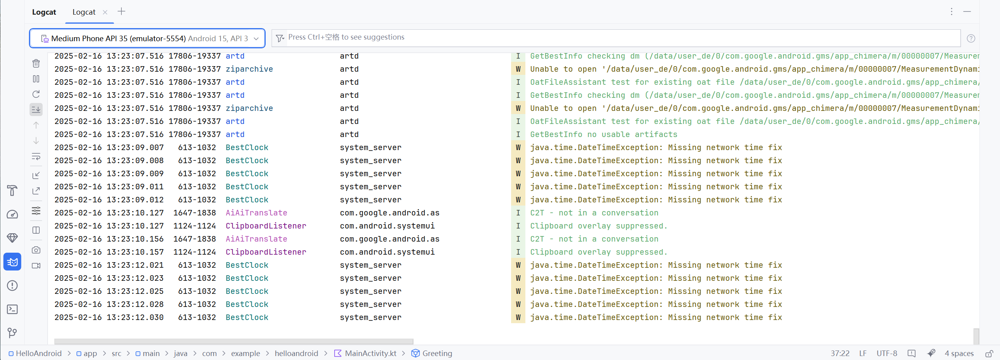 Logcat Logcat
Medium Phone API 35 (emulator-5554) Android 15, API 3 Press Ctrl+空格 to see suggestions
2025-02-16 13:23:07.516 17806-19337 artd artd I GetBestInfo checking dm (/data/user_de/0/com.google.android.gms/app_chimera/m/00000007/Measurem
2025-02-16 13:23:07.516 17806-19337 ziparchive artd W Unable to open '/data/user_de/0/com.google.android.gms/app_chimera/m/00000007/MeasurementDynami
2025-02-16 13:23:07.516 17806-19337 artd artd I OatFileAssistant test for existing oat file /data/user_de/0/com.google.android.gms/app_chimera/
2025-02-16 13:23:07.516 17806-19337 artd artd I GetBestInfo checking dm (/data/user_de/0/com.google.android.gms/app_chimera/m/00000007/Measurem
2025-02-16 13:23:07.516 17806-19337 ziparchive artd W Unable to open '/data/user_de/0/com.google.android.gms/app_chimera/m/00000007/MeasurementDynami
2025-02-16 13:23:07.516 17806-19337 artd artd I OatFileAssistant test for existing oat file /data/user_de/0/com.google.android.gms/app_chimera/
2025-02-16 13:23:07.516 17806-19337 artd artd I GetBestInfo no usable artifacts
2025-02-16 13:23:09.007 613-1032 BestClock system_server W java.time.DateTimeException: Missing network time fix
2025-02-16 13:23:09.008 613-1032 BestClock system_server W java.time.DateTimeException: Missing network time fix
2025-02-16 13:23:09.009 613-1032 BestClock system_server W java.time.DateTimeException: Missing network time fix
2025-02-16 13:23:09.011 613-1032 BestClock system_server W java.time.DateTimeException: Missing network time fix
2025-02-16 13:23:09.012 613-1032 BestClock system_server W java.time.DateTimeException: Missing network time fix
2025-02-16 13:23:10.127 1647-1838 AiAiTranslate com.google.android.as I C2T - not in a conversation
2025-02-16 13:23:10.127 1124-1124 ClipboardListener com.android.systemui I Clipboard overlay suppressed.
2025-02-16 13:23:10.156 1647-1838 AiAiTranslate com.google.android.as I C2T - not in a conversation
2025-02-16 13:23:10.157 1124-1124 ClipboardListener com.android.systemui I Clipboard overlay suppressed.
2025-02-16 13:23:12.021 613-1032 BestClock system_server W java.time.DateTimeException: Missing network time fix
2025-02-16 13:23:12.023 613-1032 BestClock system_server W java.time.DateTimeException: Missing network time fix
2025-02-16 13:23:12.025 613-1032 BestClock system_server W java.time.DateTimeException: Missing network time fix
2025-02-16 13:23:12.028 613-1032 BestClock system_server W java.time.DateTimeException: Missing network time fix
2025-02-16 13:23:12.030 613-1032 BestClock system_server W java.time.DateTimeException: Missing network time fix
HelloAndroid > app > src > main > java > com > example > helloandroid > MainActivity.kt > Greeting 37:22 LF UTF-8 4 spaces